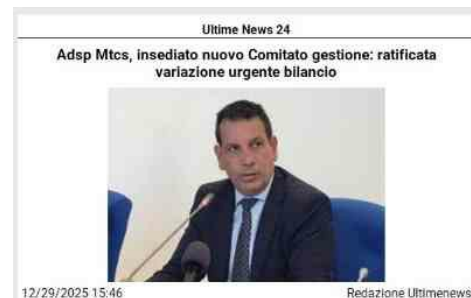 Ultime News 24
Adsp Mtcs, insediato nuovo Comitato gestione: ratificata
variazione urgente bilancio
12/29/2025 15:46
Redazione Ultimenews